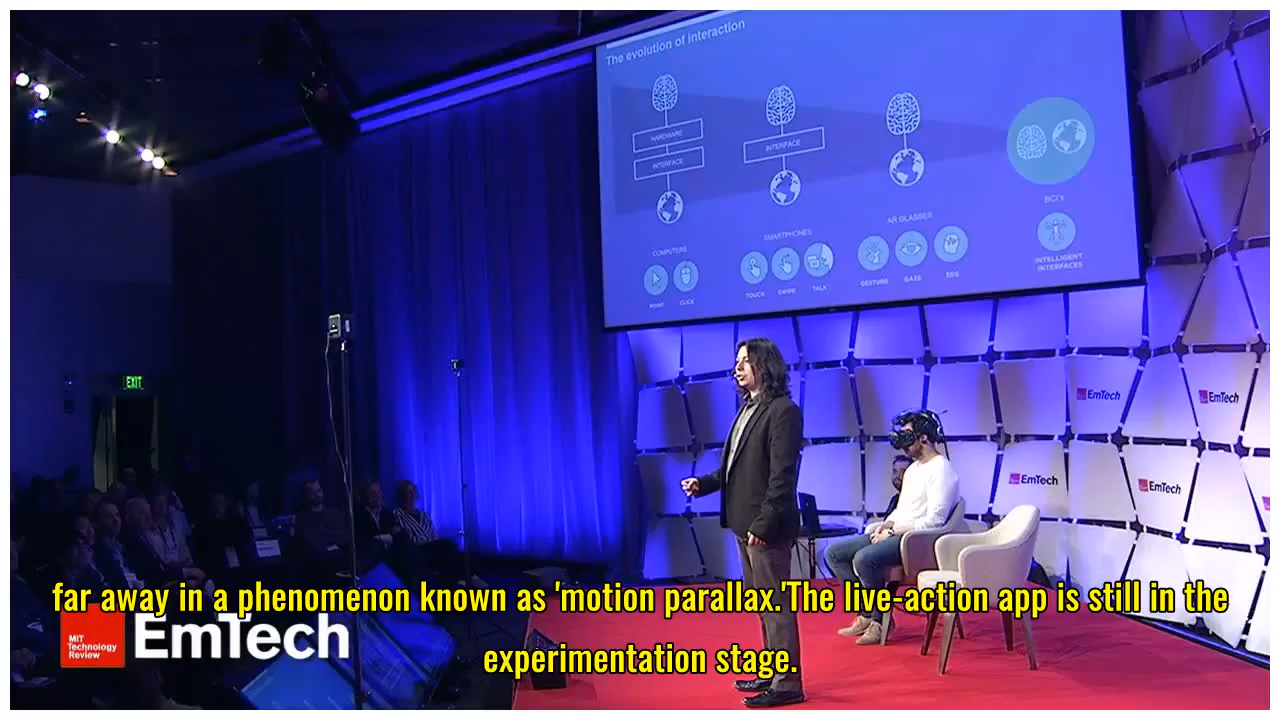 The evolution of interaction
HARDWARE
INTERFACE
INTERFACE
COMPUTERS
SMARTPHONES
AR GLASSES
BCI's
POINT
CLICK
TOUCH
SWIPE
TALK
GESTURE
GAZE
EEG
INTELLIGENT
INTERFACES
EXIT
EmTech
EmTech
EmTech
EmTech
far away in a phenomenon known as 'motion parallax.'The live-action app is still in the
experimentation stage.
MIT
Technology
Review
EmTech